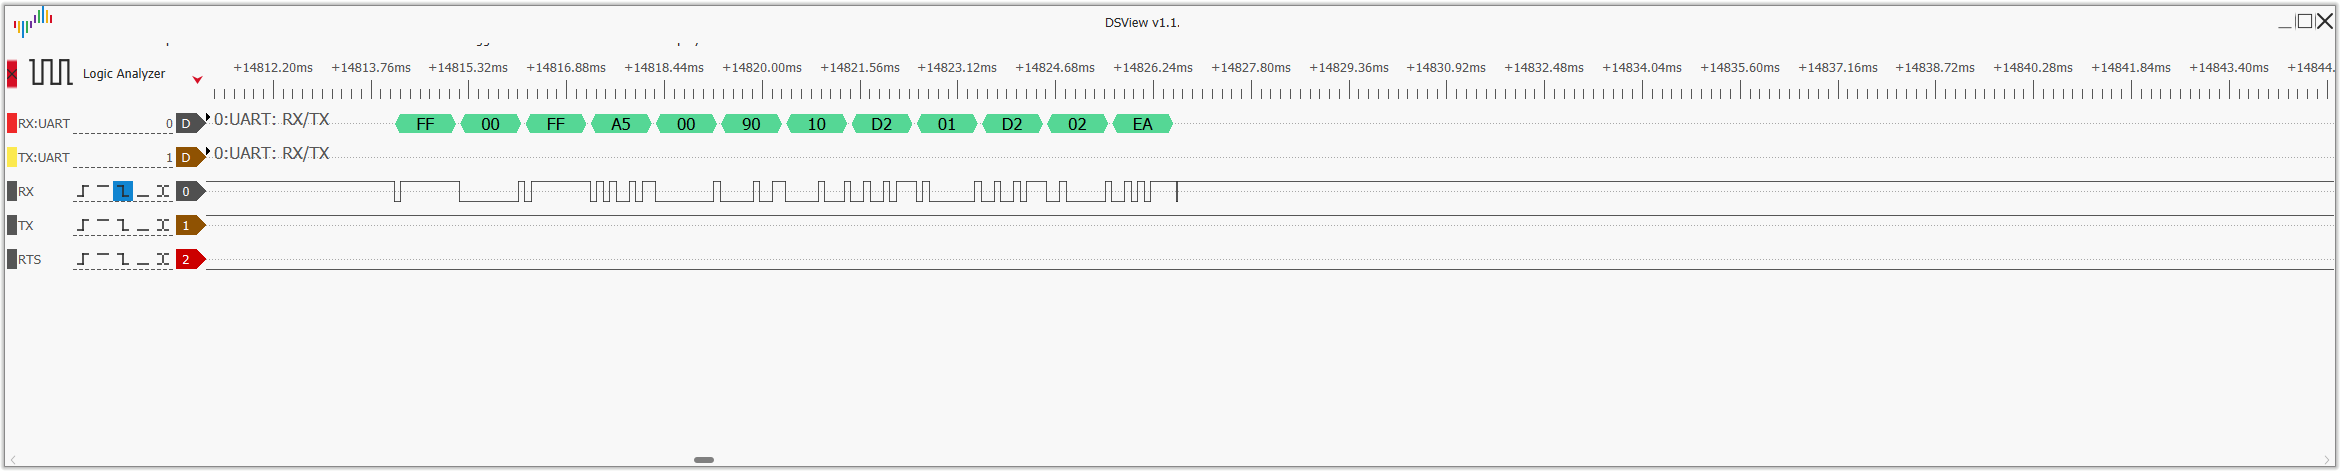 DSView v1.1.
Logic Analyzer
+14812.20ms +14813.76ms +14815.32ms +14816.88ms +14818.44ms +14820.00ms +14821.56ms +14823.12ms +14824.68ms +14826.24ms +14827.80ms +14829.36ms +14830.92ms +14832.48ms +14834.04ms +14835.60ms +14837.16ms +14838.72ms +14840.28ms +14841.84ms +14843.40ms +14844.
RX:UART 0 D 0:UART: RX/TX FF 00 FF A5 00 90 10 D2 01 D2 02 EA
TX:UART 1 D 0:UART: RX/TX
RX 0
TX 1
RTS 2